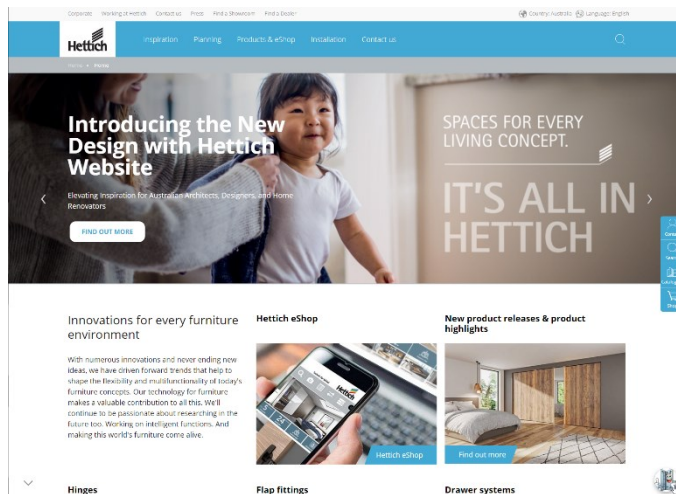 Corporate Working at Hettich Contact us Press Find a Showroom Find a Dealer Country: Australia Language: English
Hettich Inspiration Planning Products & eShop Installation Contact us
Home Home
Introducing the New
Design with Hettich
Website
Elevating Inspiration for Australian Architects, Designers, and Home
Renovators
FIND OUT MORE
SPACES FOR EVERY
LIVING CONCEPT.
IT'S ALL IN
HETTICH
Innovations for every furniture
environment
With numerous innovations and never ending new
ideas, we have driven forward trends that help to
shape the flexibility and multifunctionality of today's
furniture concepts. Our technology for furniture
makes a valuable contribution to all this. We'll
continue to be passionate about researching in the
future too. Working on intelligent functions. And
making this world's furniture come alive.
Hettich eShop
Hettich
Hettich eShop
New product releases & product
highlights
Find out more
Hinges
Flap fittings
Drawer systems